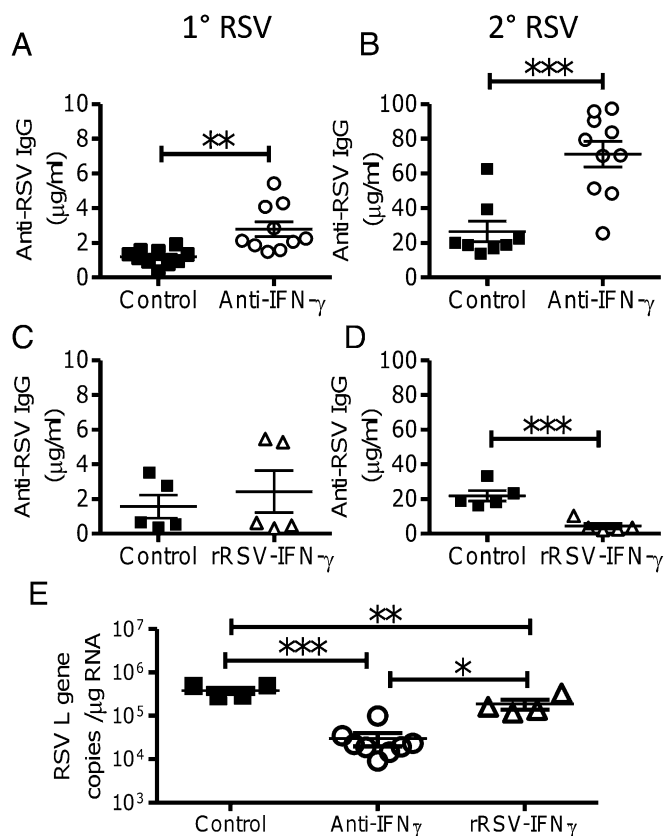 1° RSV
2° RSV
A
B
Anti-RSV IgG
(µg/ml)
10
8
6
4
2
0
**
Control
Anti-IFN-γ
Anti-RSV IgG
(µg/ml)
100
80
60
40
20
0
***
Control
Anti-IFN-γ
C
D
Anti-RSV IgG
(µg/ml)
10
8
6
4
2
0
Control
rRSV-IFN-γ
Anti-RSV IgG
(µg/ml)
100
80
60
40
20
0
***
Control
rRSV-IFN-γ
E
RSV L gene
copies /µg RNA
10⁷
10⁶
10⁵
10⁴
10³
**
***
*
Control
Anti-IFNγ
rRSV-IFNγ